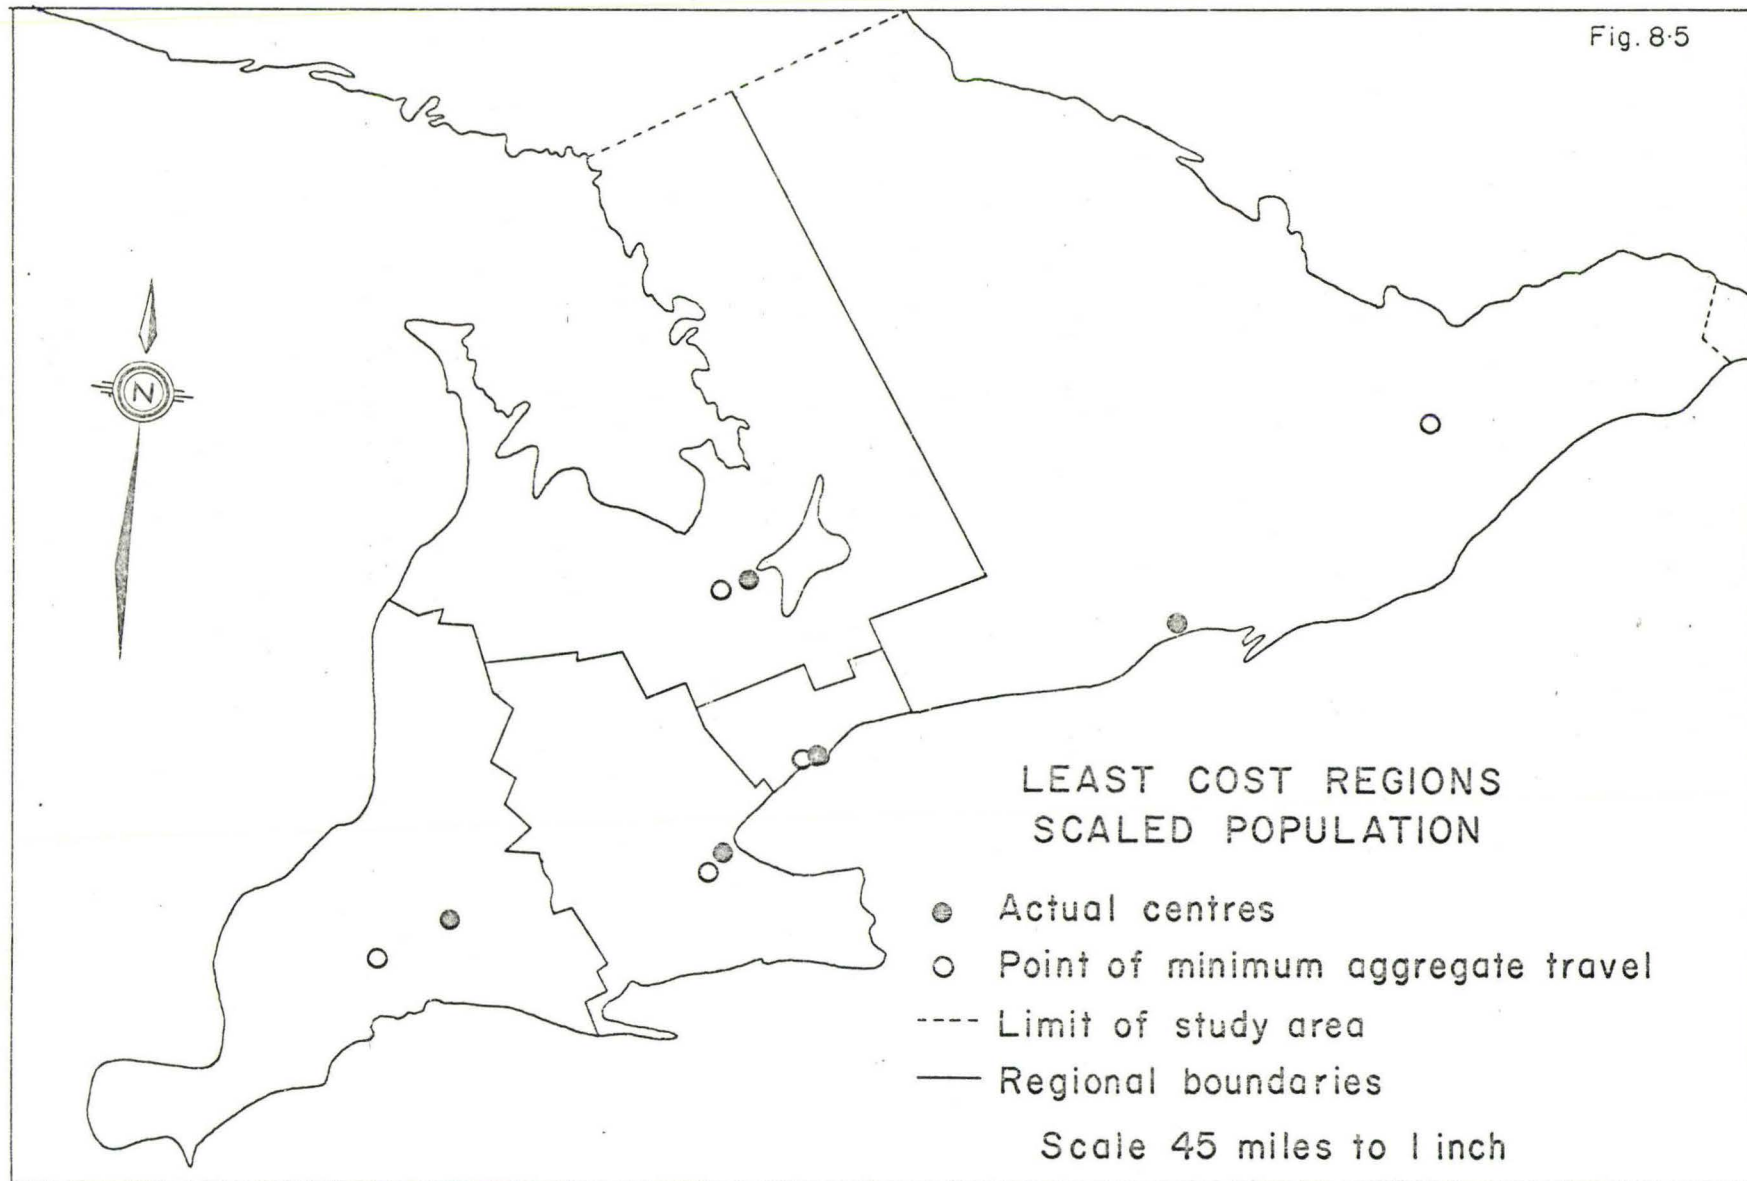 Fig. 8·5
N
LEAST COST REGIONS
SCALED POPULATION
Actual centres
Point of minimum aggregate travel
Limit of study area
Regional boundaries
Scale 45 miles to 1 inch